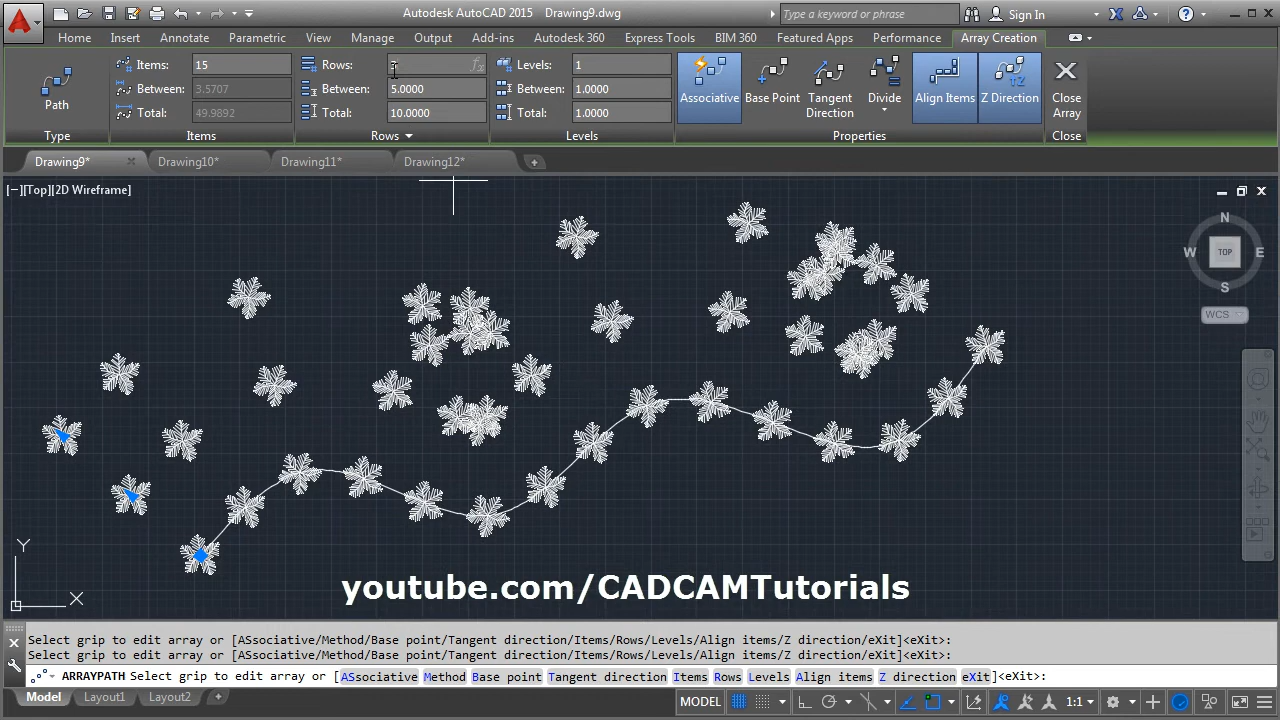 Autodesk AutoCAD 2015 Drawing9.dwg
Type a keyword or phrase
Sign In
Home Insert Annotate Parametric View Manage Output Add-ins Autodesk 360 Express Tools BIM 360 Featured Apps Performance Array Creation
Path
Type
Items: 15
Between: 3.5707
Total: 49.9892
Items
Rows:
Between: 5.0000
Total: 10.0000
Rows
Levels: 1
Between: 1.0000
Total: 1.0000
Levels
Associative
Base Point
Tangent
Direction
Divide
Align Items
Z Direction
Properties
Close
Array
Close
Drawing9* Drawing10* Drawing11* Drawing12*
[−][Top][2D Wireframe]
N
W TOP E
S
WCS
Y
X
youtube.com/CADCAMTutorials
Select grip to edit array or [ASsociative/Method/Base point/Tangent direction/Items/Rows/Levels/Align items/Z direction/eXit]<eXit>:
Select grip to edit array or [ASsociative/Method/Base point/Tangent direction/Items/Rows/Levels/Align items/Z direction/eXit]<eXit>:
ARRAYPATH Select grip to edit array or [ASsociative Method Base point Tangent direction Items Rows Levels Align items Z direction eXit]<eXit>:
Model Layout1 Layout2 +
MODEL 1:1